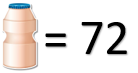 = 72